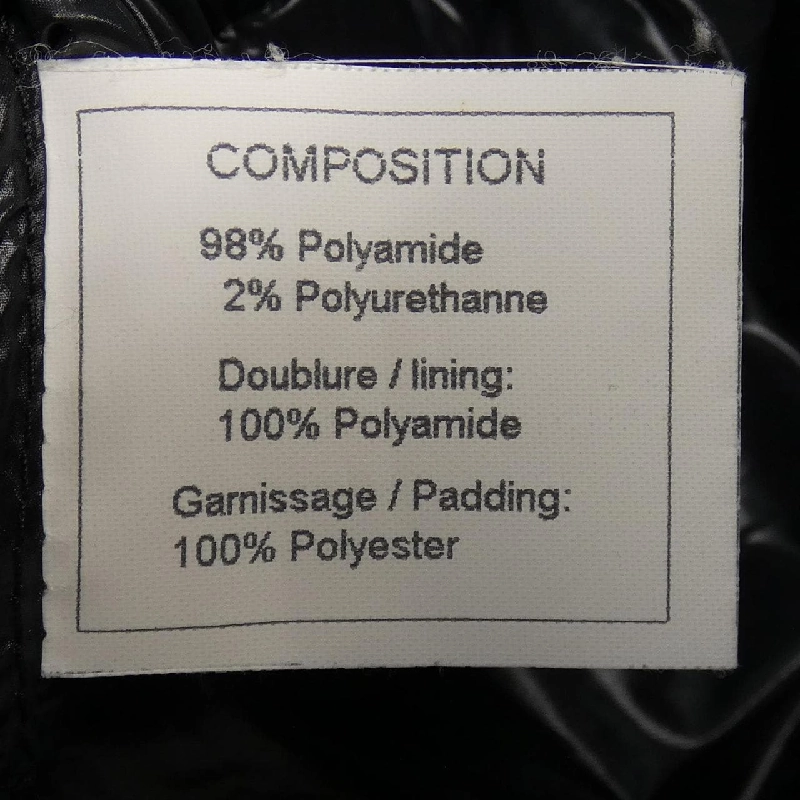 COMPOSITION
98% Polyamide
2% Polyurethanne
Doublure / lining:
100% Polyamide
Garnissage / Padding:
100% Polyester